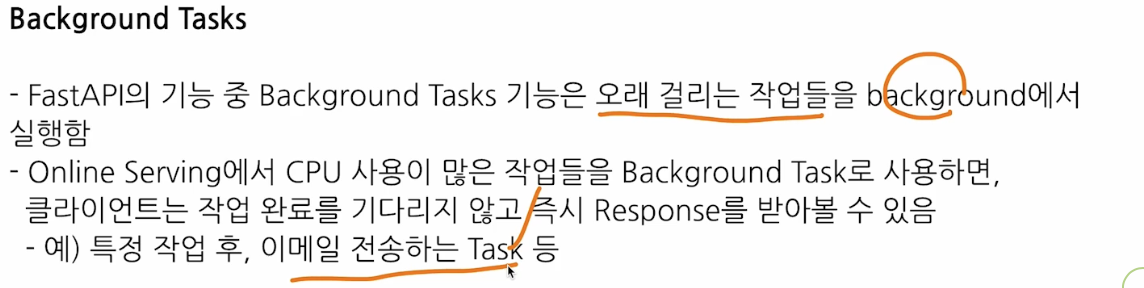 Background Tasks
- FastAPI의 기능 중 Background Tasks 기능은 오래 걸리는 작업들을 background에서
실행함
- Online Serving에서 CPU 사용이 많은 작업들을 Background Task로 사용하면,
클라이언트는 작업 완료를 기다리지 않고 즉시 Response를 받아볼 수 있음
- 예) 특정 작업 후, 이메일 전송하는 Task 등